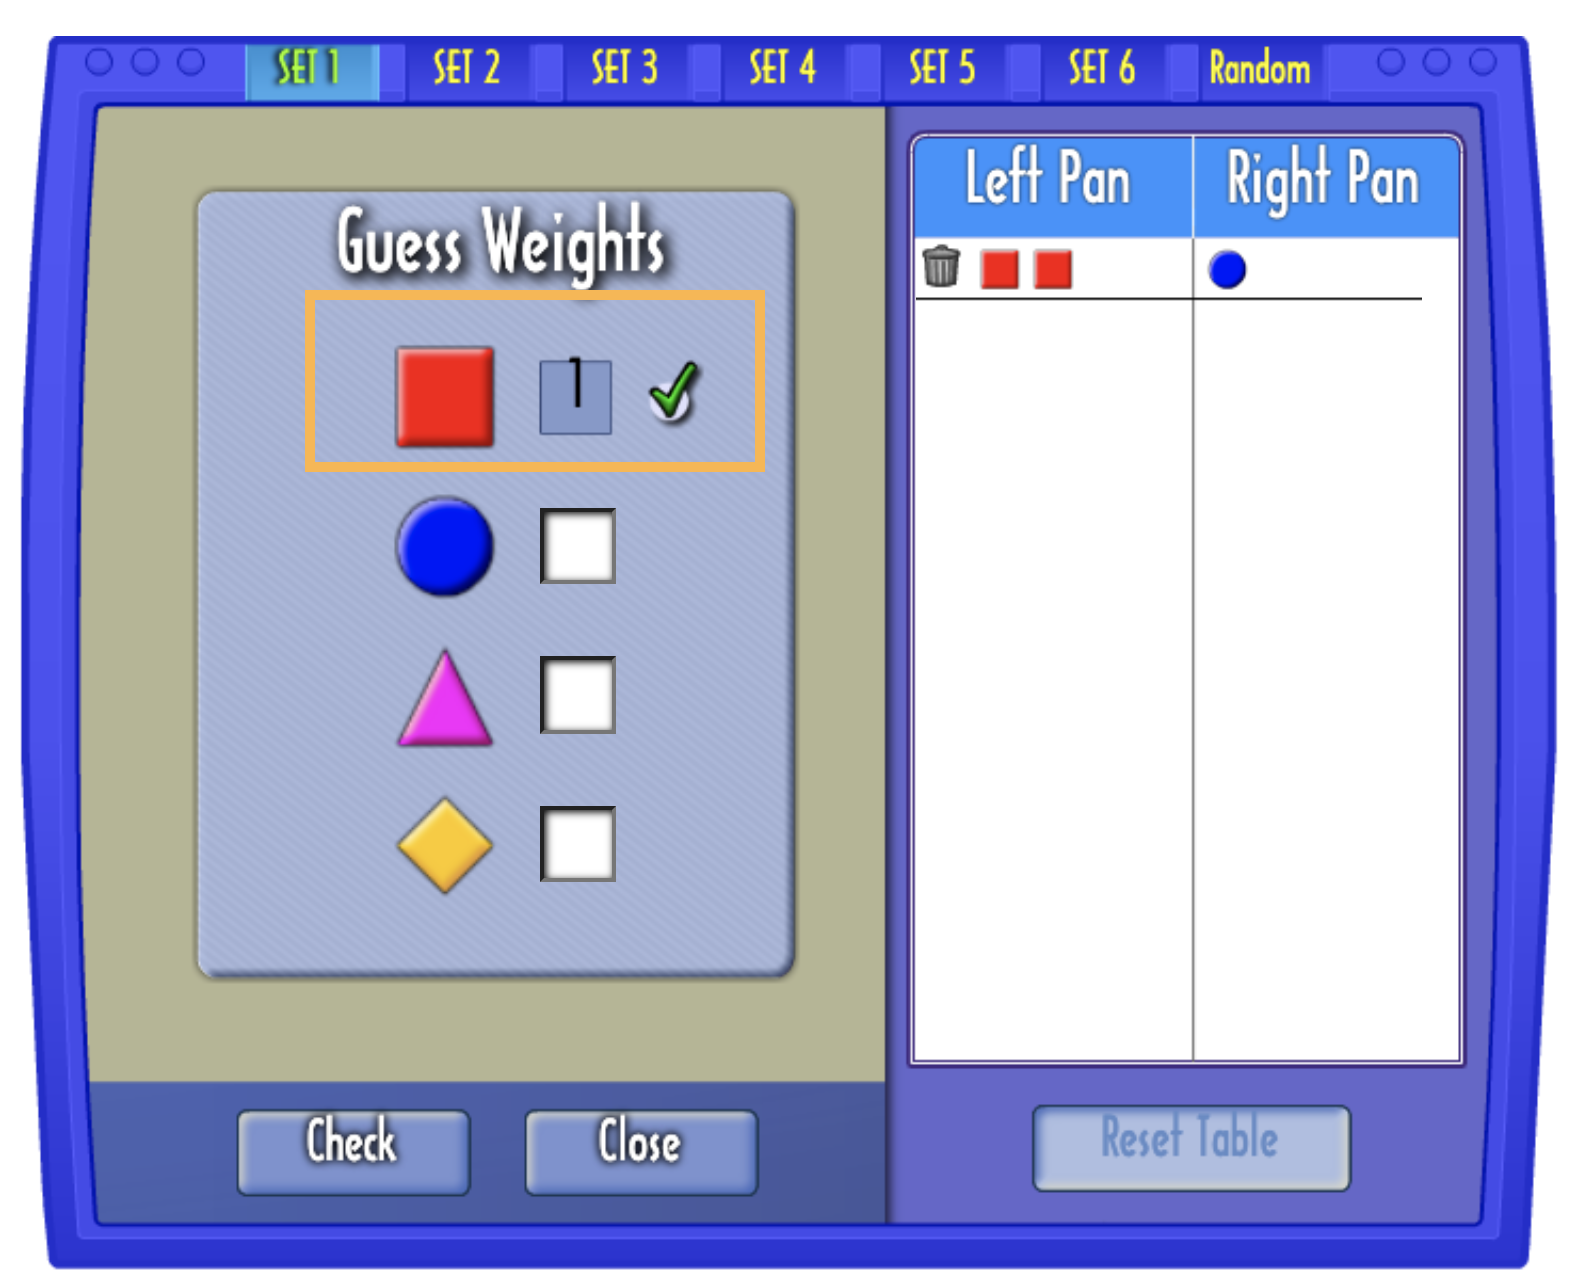 SET 1 SET 2 SET 3 SET 4 SET 5 SET 6 Random
Left Pan Right Pan
Guess Weights
1
Check Close Reset Table